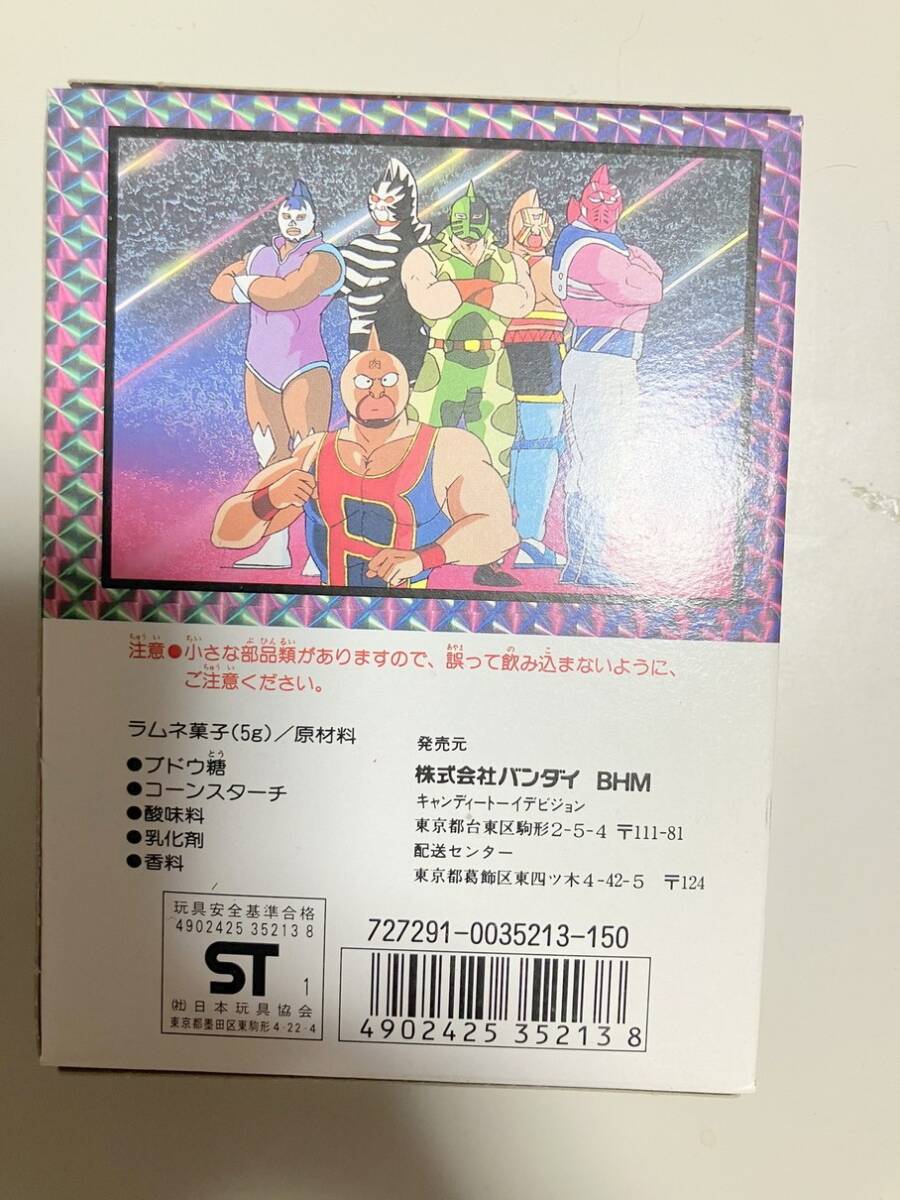 肉
注意●小さな部品類がありますので、誤って飲み込まないように、
ご注意ください。
ラムネ菓子(5g)/原材料
●ブドウ糖
●コーンスターチ
●酸味料
●乳化剤
●香料
発売元
株式会社バンダイ BHM
キャンディートーイデビジョン
東京都台東区駒形2-5-4 〒111-81
配送センター
東京都葛飾区東四ツ木4-42-5 〒124
玩具安全基準合格
4902425 35213 8
ST 1
(社)日本玩具協会
東京都墨田区東駒形4-22-4
727291-0035213-150
4902425 352138